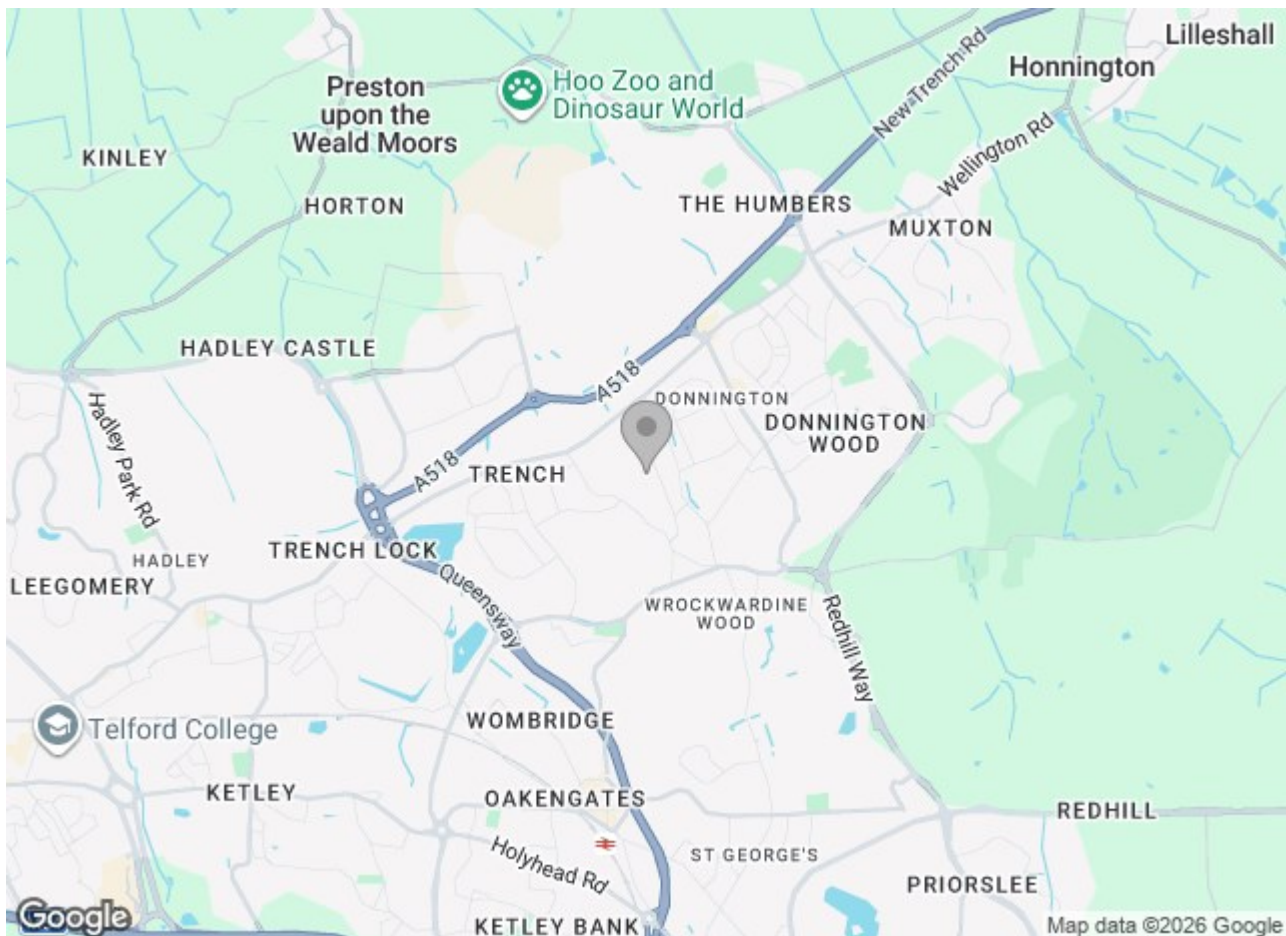 Lilleshall
Honnington
New Trench Rd
Preston
upon the
Weald Moors
Hoo Zoo and
Dinosaur World
Wellington Rd
KINLEY
HORTON
THE HUMBERS
MUXTON
HADLEY CASTLE
A518
DONNINGTON
DONNINGTON
WOOD
Hadley Park Rd
A518
TRENCH
TRENCH LOCK
HADLEY
LEEGOMERY
Queensway
WROCKWARDINE
WOOD
Redhill Way
WOMBRIDGE
Telford College
KETLEY
OAKENGATES
REDHILL
Holyhead Rd
ST GEORGE'S
PRIORSLEE
Google
KETLEY BANK
Map data ©2026 Google